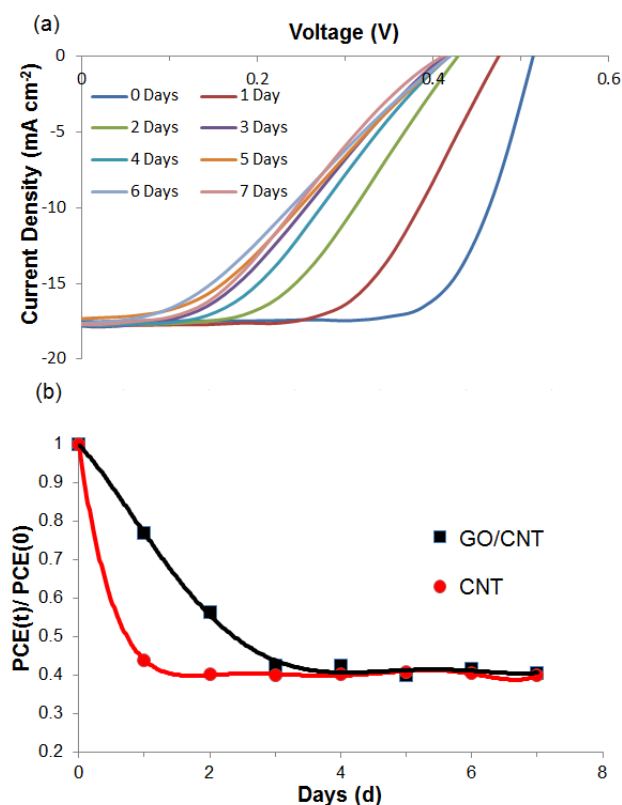 (a)
Voltage (V)
0 0.2 0.4 0.6
0
-5
-10
-15
-20
Current Density (mA cm-2)
0 Days 1 Day
2 Days 3 Days
4 Days 5 Days
6 Days 7 Days
(b)
1
0.9
0.8
0.7
0.6
0.5
0.4
0.3
0.2
PCE(t)/ PCE(0)
GO/CNT
CNT
0 2 4 6 8
Days (d)